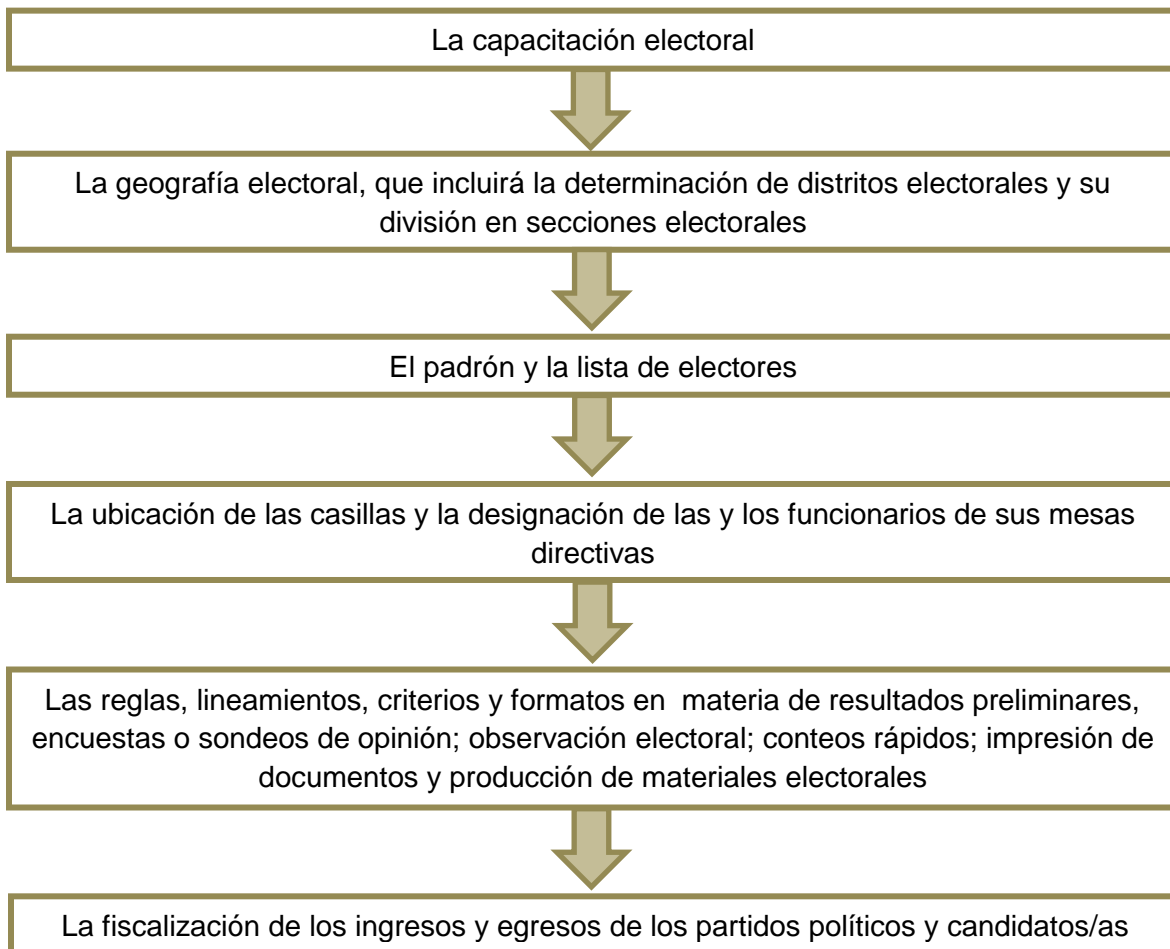 La capacitación electoral
La geografía electoral, que incluirá la determinación de distritos electorales y su
división en secciones electorales
El padrón y la lista de electores
La ubicación de las casillas y la designación de las y los funcionarios de sus mesas
directivas
Las reglas, lineamientos, criterios y formatos en  materia de resultados preliminares,
encuestas o sondeos de opinión; observación electoral; conteos rápidos; impresión de
documentos y producción de materiales electorales
La fiscalización de los ingresos y egresos de los partidos políticos y candidatos/as